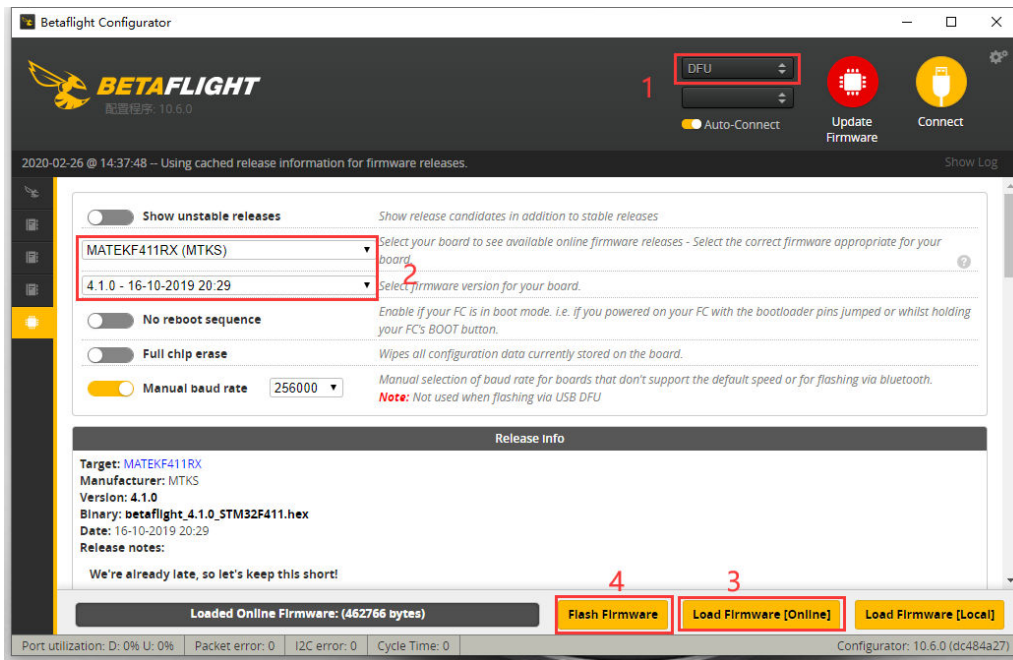 Betaflight Configurator
BETAFLIGHT
配置程序: 10.6.0
1
DFU
Auto-Connect
Update
Firmware
Connect
2020-02-26 @ 14:37:48 -- Using cached release information for firmware releases.
Show Log
Show unstable releases
Show release candidates in addition to stable releases
MATEKF411RX (MTKS)
Select your board to see available online firmware releases - Select the correct firmware appropriate for your
board.
2
4.1.0 - 16-10-2019 20:29
Select firmware version for your board.
No reboot sequence
Enable if your FC is in boot mode. i.e. if you powered on your FC with the bootloader pins jumped or whilst holding
your FC's BOOT button.
Full chip erase
Wipes all configuration data currently stored on the board.
Manual baud rate
256000
Manual selection of baud rate for boards that don't support the default speed or for flashing via bluetooth.
Note: Not used when flashing via USB DFU
Release info
Target: MATEKF411RX
Manufacturer: MTKS
Version: 4.1.0
Binary: betaflight_4.1.0_STM32F411.hex
Date: 16-10-2019 20:29
Release notes:
We're already late, so let's keep this short!
4
3
Loaded Online Firmware: (462766 bytes)
Flash Firmware
Load Firmware [Online]
Load Firmware [Local]
Port utilization: D: 0% U: 0%
Packet error: 0
I2C error: 0
Cycle Time: 0
Configurator: 10.6.0 (dc484a27)